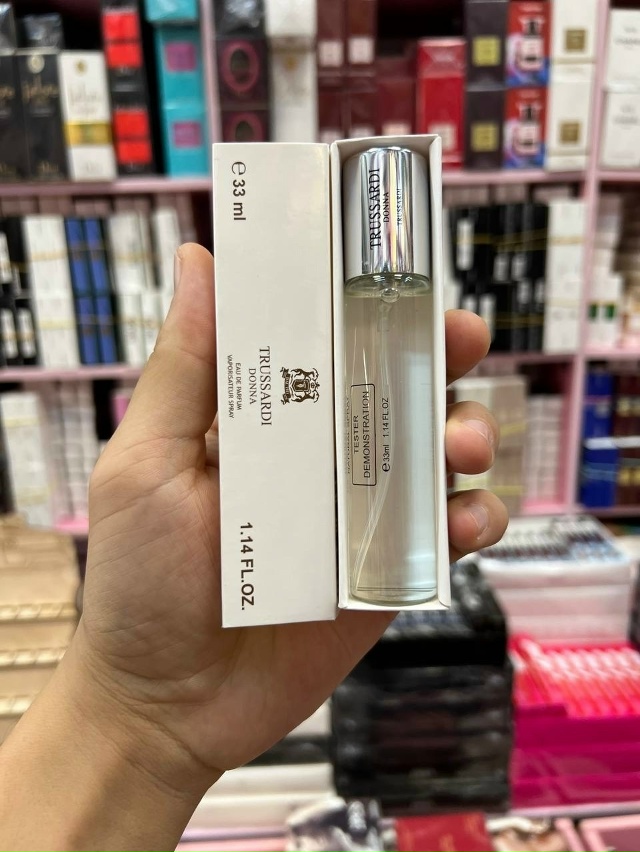 ℮ 33 ml
TRUSSARDI
DONNA
EAU DE PARFUM
VAPORISATEUR SPRAY
1.14 FL.OZ.
TRUSSARDI
DONNA
TRUSSARDI
TESTER
DEMONSTRATION
℮ 33ml 1.14 FL.OZ